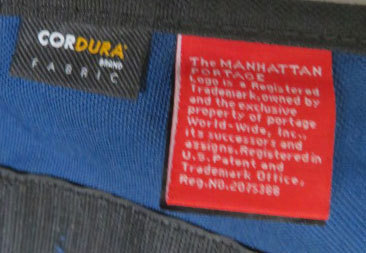 CORDURA
BRAND
FABRIC
The MANHATTAN
PORTAGE
Logo is a Registered
Trademark,owned by
and the exclusive
property of portage
World-Wide, Inc.,
its successors and
assigns.Registered in
U.S. Patent and
Trademark Office,
Reg.NO.2075388